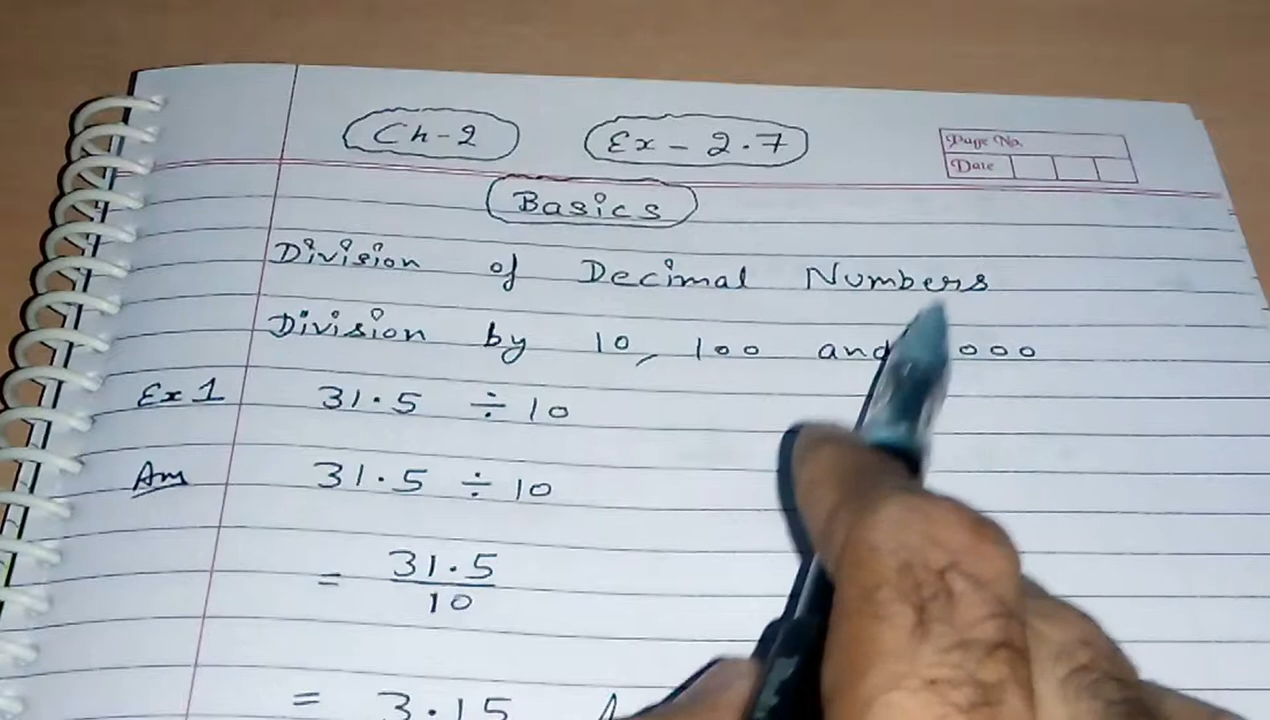 Ch-2 Ex - 2.7
Page No.
Date
Basics
Division of Decimal Numbers
Division by 10, 100 and 000
Ex 1 31.5 ÷ 10
Ans 31.5 ÷ 10
= 31.5
10
= 3.15